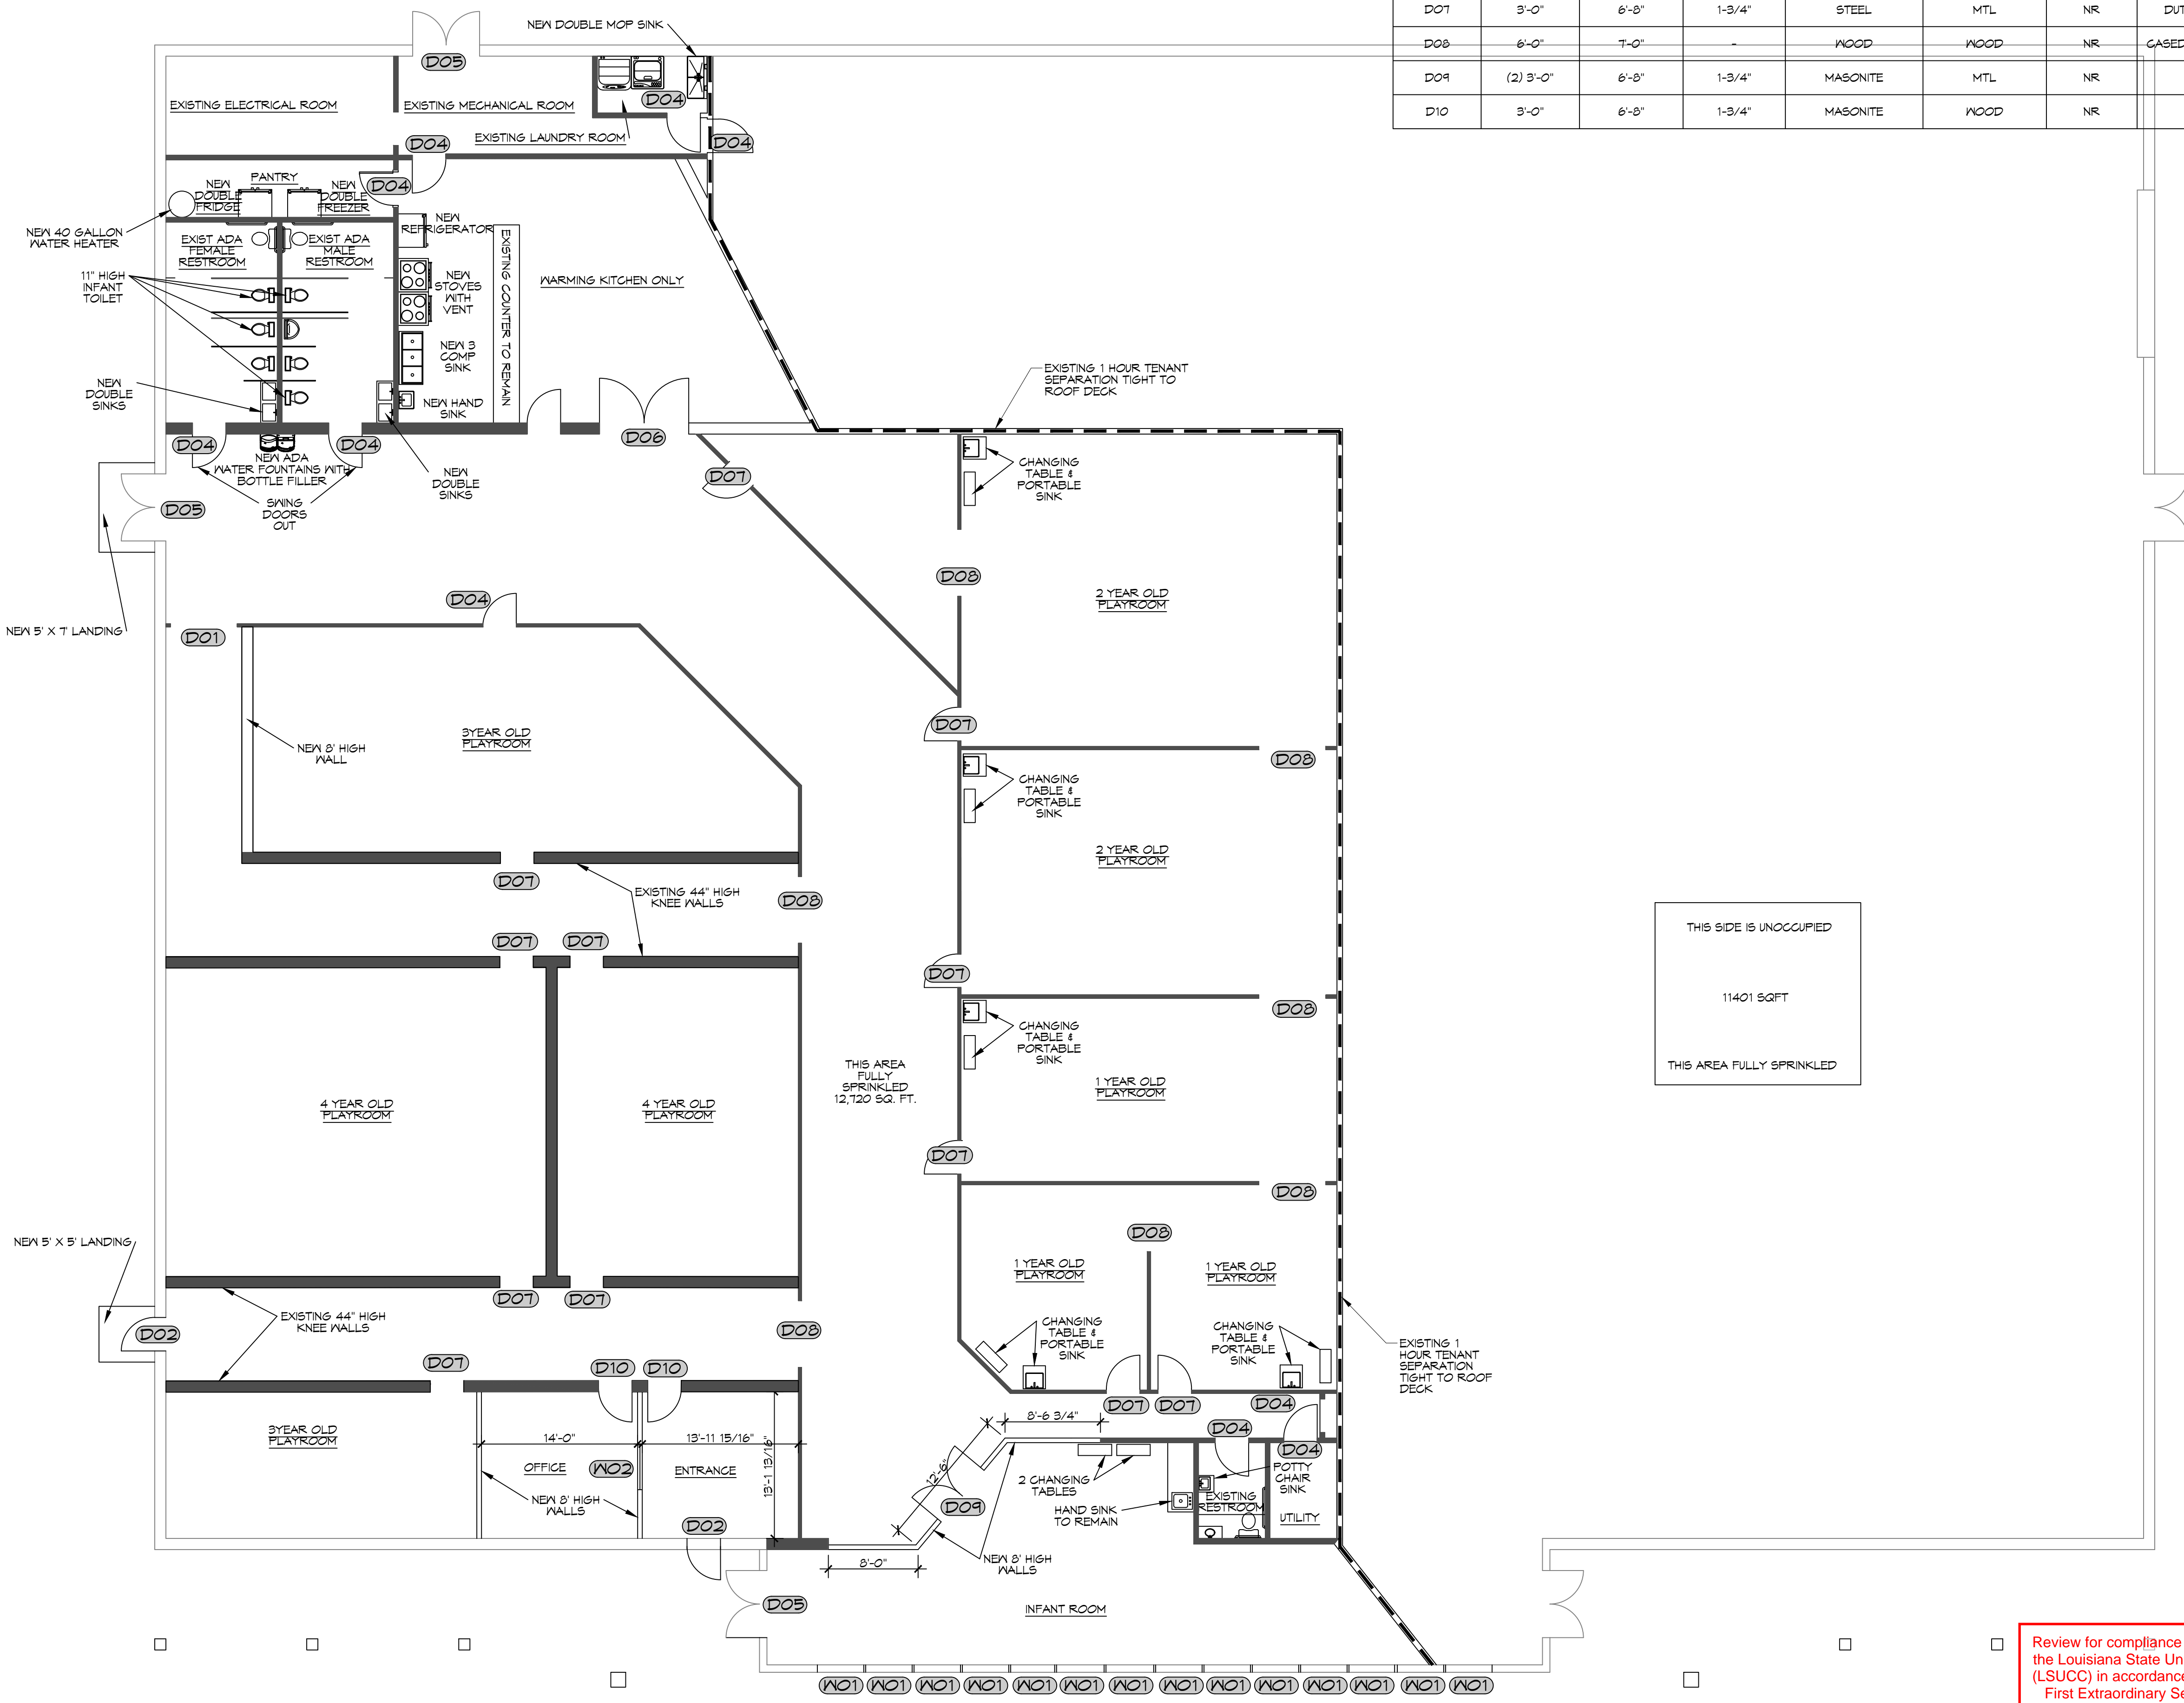 D07 3'-0" 6'-8" 1-3/4" STEEL MTL NR DUT
D08 6'-0" 7'-0" - WOOD WOOD NR CASED
D09 (2) 3'-0" 6'-8" 1-3/4" MASONITE MTL NR
D10 3'-0" 6'-8" 1-3/4" MASONITE WOOD NR
NEW DOUBLE MOP SINK
D05
EXISTING ELECTRICAL ROOM
EXISTING MECHANICAL ROOM
D04
EXISTING LAUNDRY ROOM
D04
D04
PANTRY
D04
NEW
DOUBLE
FRIDGE
NEW
DOUBLE
FREEZER
NEW 40 GALLON
WATER HEATER
NEW
REFRIGERATOR
EXIST ADA
FEMALE
RESTROOM
EXIST ADA
MALE
RESTROOM
11" HIGH
INFANT
TOILET
NEW
STOVES
WITH
VENT
EXISTING COUNTER TO REMAIN
WARMING KITCHEN ONLY
NEW 3
COMP
SINK
NEW
DOUBLE
SINKS
NEW HAND
SINK
EXISTING 1 HOUR TENANT
SEPARATION TIGHT TO
ROOF DECK
D04
D04
D06
NEW ADA
WATER FOUNTAINS WITH
BOTTLE FILLER
NEW
DOUBLE
SINKS
D07
CHANGING
TABLE &
PORTABLE
SINK
D05
SWING
DOORS
OUT
D08
2 YEAR OLD
PLAYROOM
D04
NEW 5' X 7' LANDING
D01
3YEAR OLD
PLAYROOM
D07
NEW 8' HIGH
WALL
D08
CHANGING
TABLE &
PORTABLE
SINK
2 YEAR OLD
PLAYROOM
D07
EXISTING 44" HIGH
KNEE WALLS
D08
D07
D07
D07
THIS SIDE IS UNOCCUPIED
11401 SQFT
THIS AREA FULLY SPRINKLED
D08
CHANGING
TABLE &
PORTABLE
SINK
THIS AREA
FULLY
SPRINKLED
12,720 SQ. FT.
1 YEAR OLD
PLAYROOM
4 YEAR OLD
PLAYROOM
4 YEAR OLD
PLAYROOM
D07
D08
D08
NEW 5' X 5' LANDING
1 YEAR OLD
PLAYROOM
1 YEAR OLD
PLAYROOM
D07
D07
EXISTING 44" HIGH
KNEE WALLS
D02
D08
CHANGING
TABLE &
PORTABLE
SINK
CHANGING
TABLE &
PORTABLE
SINK
EXISTING 1
HOUR TENANT
SEPARATION
TIGHT TO ROOF
DECK
D07
D10
D10
D07
D07
D04
8'-6 3/4"
D04
3YEAR OLD
PLAYROOM
14'-0"
13'-11 15/16"
D04
OFFICE
W02
ENTRANCE
13'-1 13/16"
12'-6"
2 CHANGING
TABLES
POTTY
CHAIR
SINK
NEW 8' HIGH
WALLS
D09
HAND SINK
TO REMAIN
EXISTING
RESTROOM
UTILITY
D02
8'-0"
NEW 8' HIGH
WALLS
D05
INFANT ROOM
W01 W01 W01 W01 W01 W01 W01 W01 W01 W01 W01 W01 W01 W01
Review for compliance
the Louisiana State Un
(LSUCC) in accordance
First Extraordinary Se